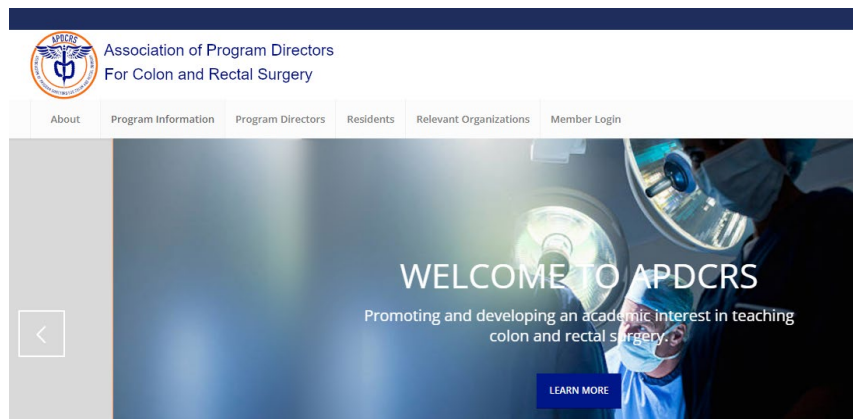 APDCRS
Association of Program Directors
For Colon and Rectal Surgery
About
Program Information
Program Directors
Residents
Relevant Organizations
Member Login
WELCOME TO APDCRS
Promoting and developing an academic interest in teaching
colon and rectal surgery.
LEARN MORE